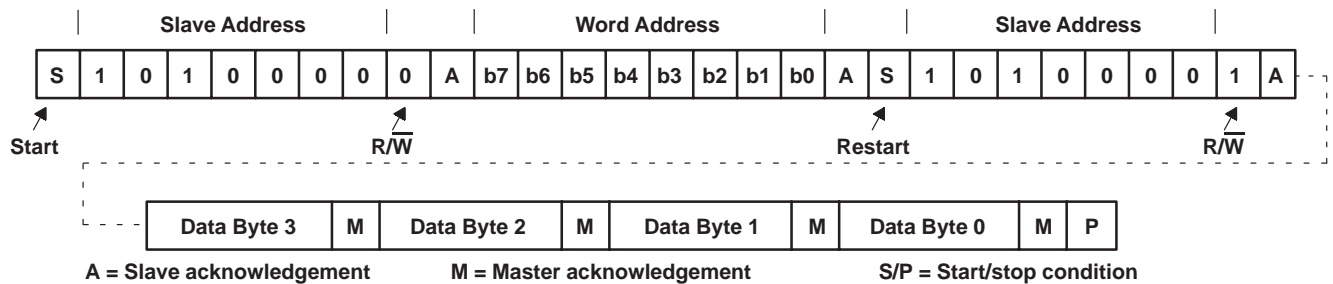 Slave Address Word Address Slave Address
S 1 0 1 0 0 0 0 0 A b7 b6 b5 b4 b3 b2 b1 b0 A S 1 0 1 0 0 0 0 1 A
Start R/W̅ Restart R/W̅
Data Byte 3 M Data Byte 2 M Data Byte 1 M Data Byte 0 M P
A = Slave acknowledgement M = Master acknowledgement S/P = Start/stop condition